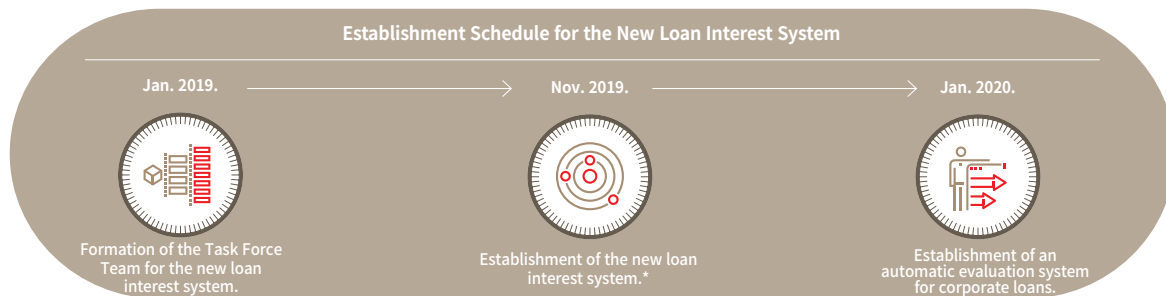 Establishment Schedule for the New Loan Interest System
Jan. 2019.
Nov. 2019.
Jan. 2020.
Formation of the Task Force
Team for the new loan
interest system.
Establishment of the new loan
interest system.*
Establishment of an
automatic evaluation system
for corporate loans.